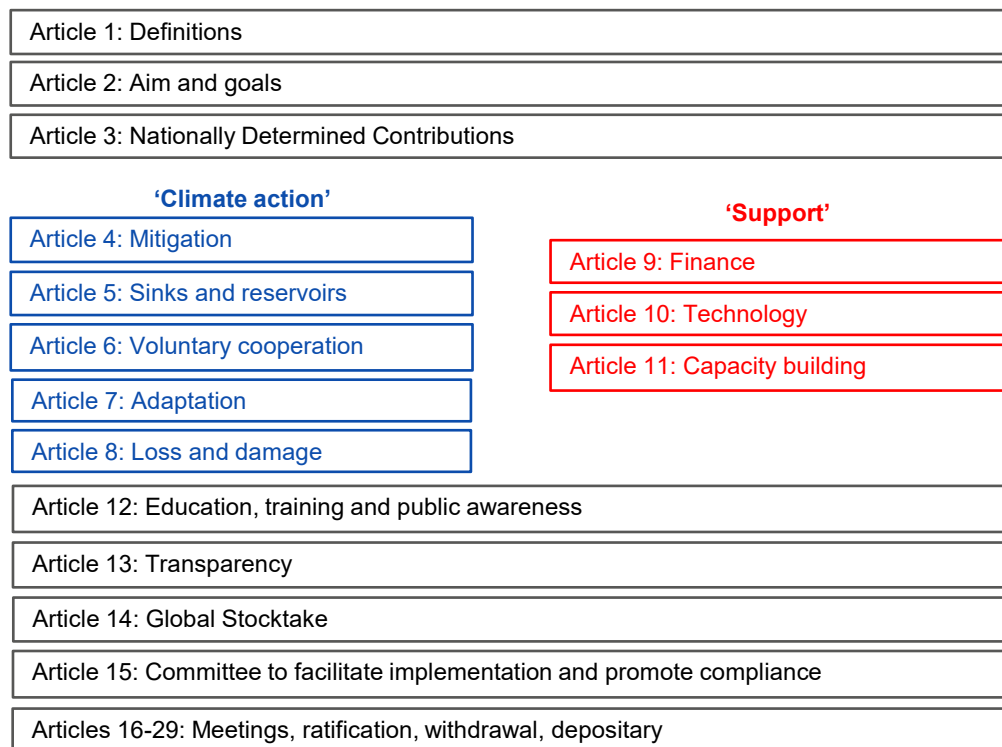 Article 1: Definitions
Article 2: Aim and goals
Article 3: Nationally Determined Contributions
‘Climate action’
Article 4: Mitigation
Article 5: Sinks and reservoirs
Article 6: Voluntary cooperation
Article 7: Adaptation
Article 8: Loss and damage
‘Support’
Article 9: Finance
Article 10: Technology
Article 11: Capacity building
Article 12: Education, training and public awareness
Article 13: Transparency
Article 14: Global Stocktake
Article 15: Committee to facilitate implementation and promote compliance
Articles 16-29: Meetings, ratification, withdrawal, depositary